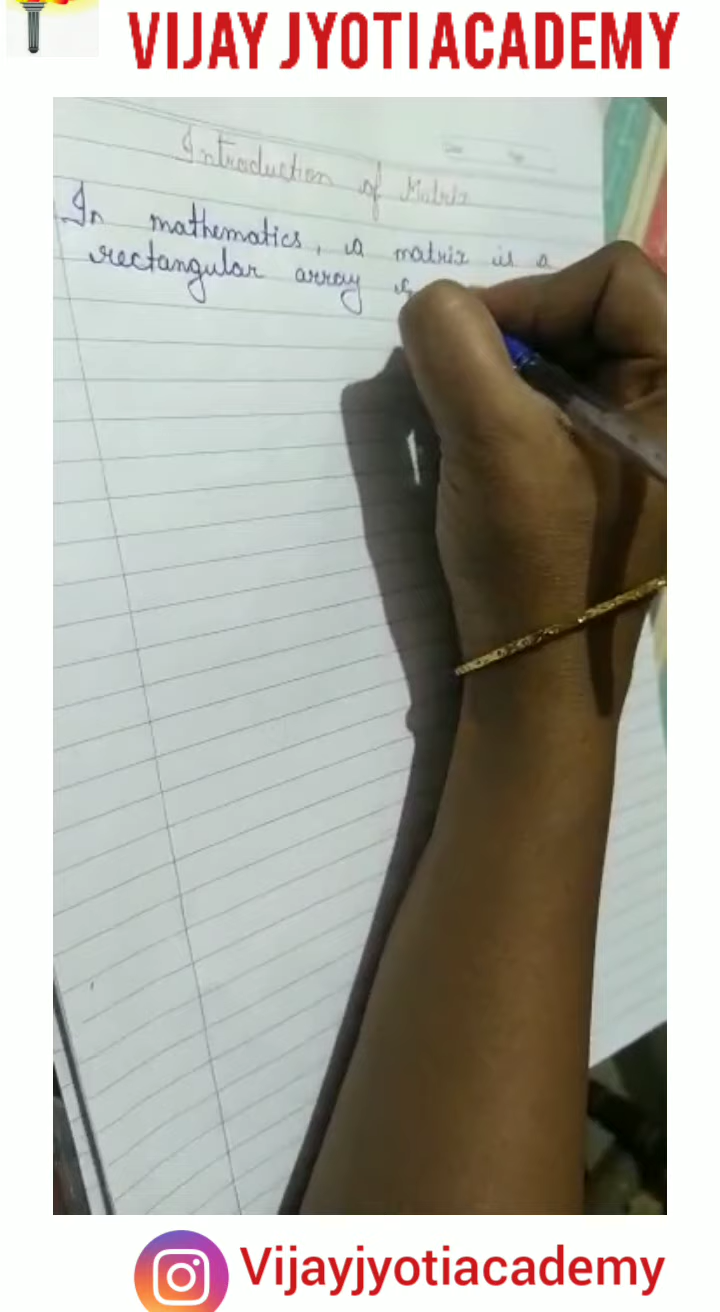 VIJAY JYOTI ACADEMY
Introduction of Matrix
In mathematics, a matrix is a
rectangular array
Vijayjyotiacademy